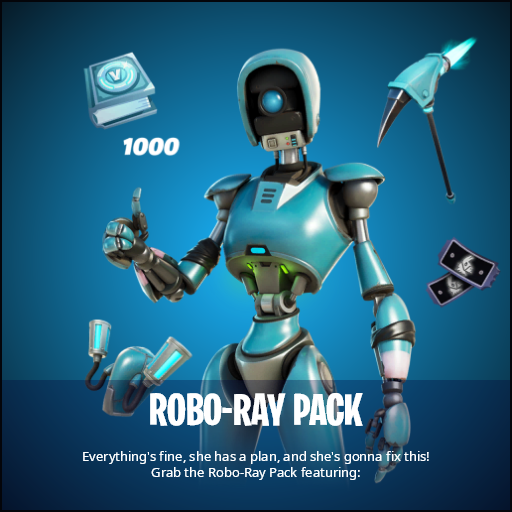 V
1000
ROBO-RAY PACK
Everything's fine, she has a plan, and she's gonna fix this!
Grab the Robo-Ray Pack featuring: